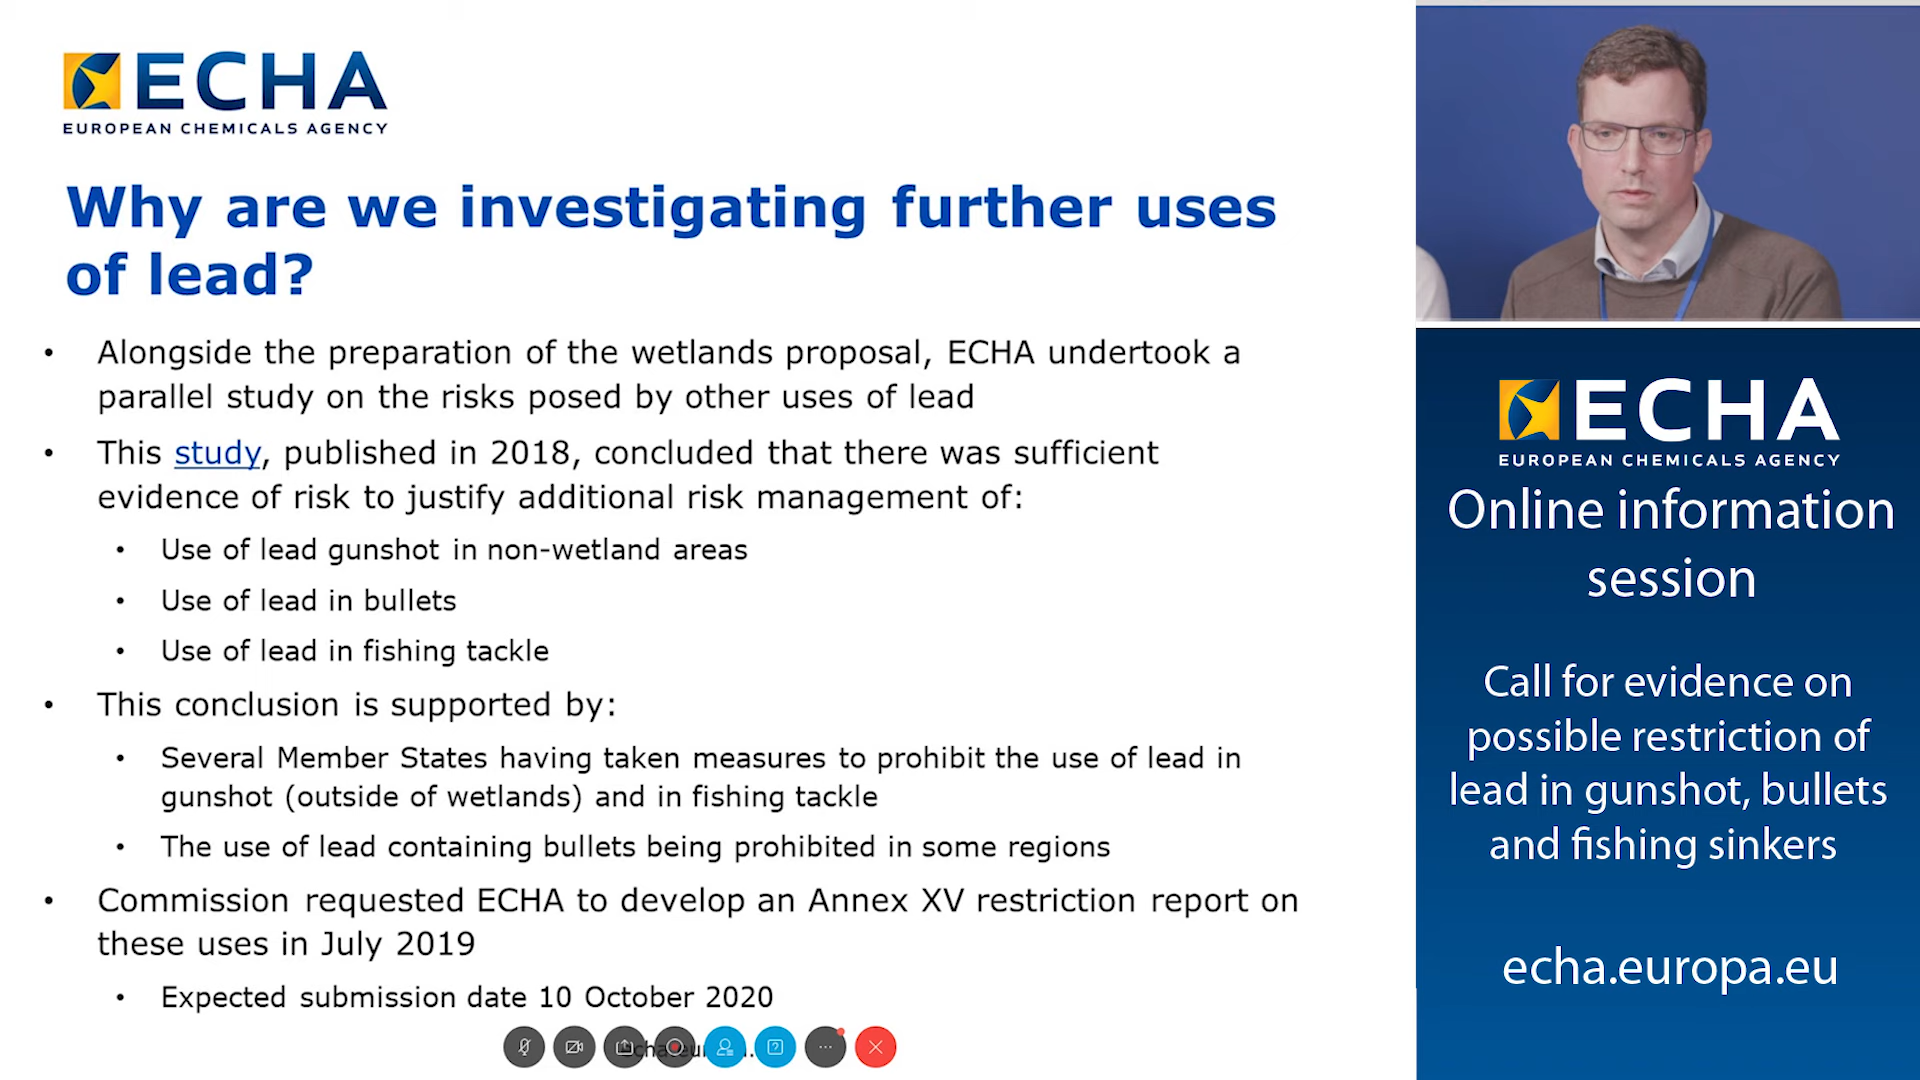 ECHA
EUROPEAN CHEMICALS AGENCY
Why are we investigating further uses
of lead?
• Alongside the preparation of the wetlands proposal, ECHA undertook a
parallel study on the risks posed by other uses of lead
• This study, published in 2018, concluded that there was sufficient
evidence of risk to justify additional risk management of:
• Use of lead gunshot in non-wetland areas
• Use of lead in bullets
• Use of lead in fishing tackle
• This conclusion is supported by:
• Several Member States having taken measures to prohibit the use of lead in
gunshot (outside of wetlands) and in fishing tackle
• The use of lead containing bullets being prohibited in some regions
• Commission requested ECHA to develop an Annex XV restriction report on
these uses in July 2019
• Expected submission date 10 October 2020
ECHA
EUROPEAN CHEMICALS AGENCY
Online information
session
Call for evidence on
possible restriction of
lead in gunshot, bullets
and fishing sinkers
echa.europa.eu